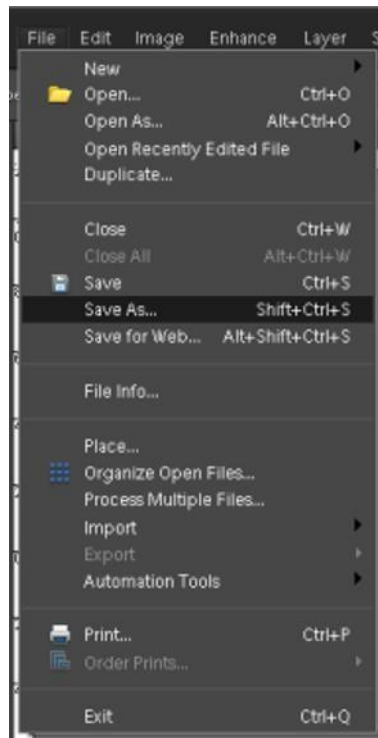 File Edit Image Enhance Layer
New
Open... Ctrl+O
Open As... Alt+Ctrl+O
Open Recently Edited File
Duplicate...
Close Ctrl+W
Close All Alt+Ctrl+W
Save Ctrl+S
Save As... Shift+Ctrl+S
Save for Web... Alt+Shift+Ctrl+S
File Info...
Place...
Organize Open Files...
Process Multiple Files...
Import
Export
Automation Tools
Print... Ctrl+P
Order Prints...
Exit Ctrl+Q